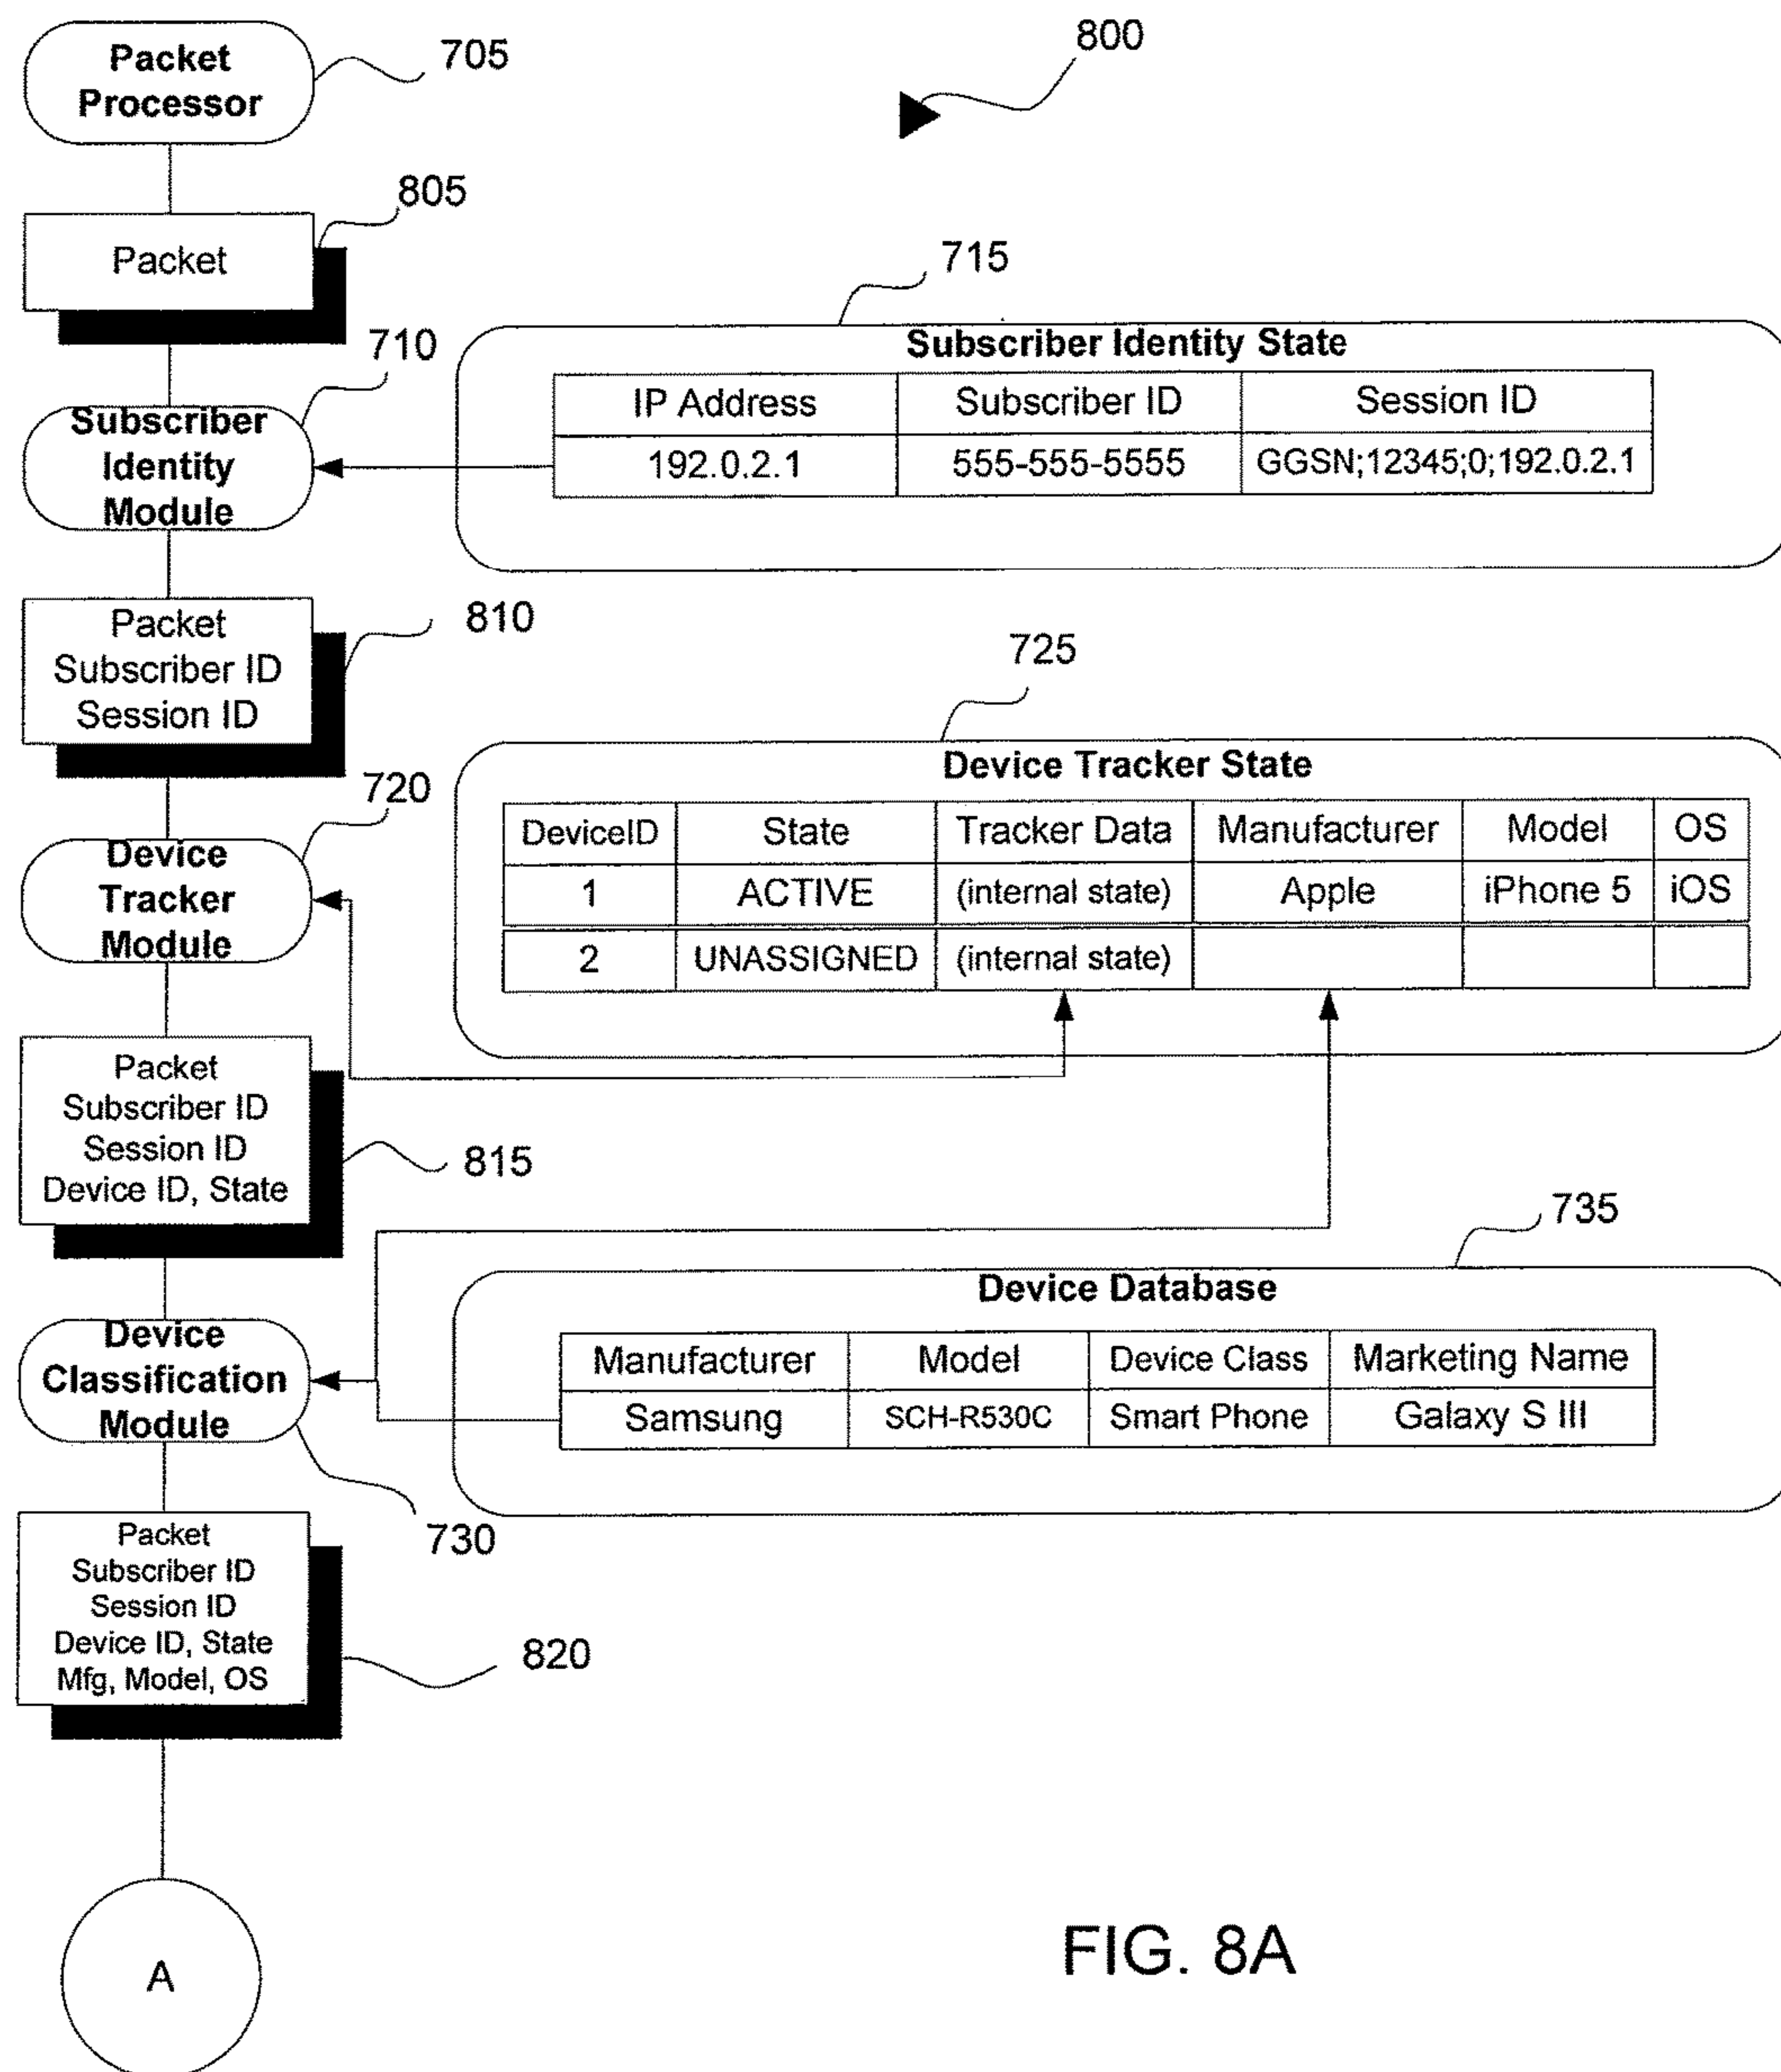 800
Packet
Processor
705
805
Packet
715
710
Subscriber Identity State
IP Address Subscriber ID Session ID
192.0.2.1 555-555-5555 GGSN;12345;0;192.0.2.1
Subscriber
Identity
Module
Packet
Subscriber ID
Session ID
810
725
720
Device Tracker State
DeviceID State Tracker Data Manufacturer Model OS
1 ACTIVE (internal state) Apple iPhone 5 iOS
2 UNASSIGNED (internal state)
Device
Tracker
Module
Packet
Subscriber ID
Session ID
Device ID, State
815
735
Device Database
Manufacturer Model Device Class Marketing Name
Samsung SCH-R530C Smart Phone Galaxy S III
Device
Classification
Module
730
Packet
Subscriber ID
Session ID
Device ID, State
Mfg, Model, OS
820
A
FIG. 8A